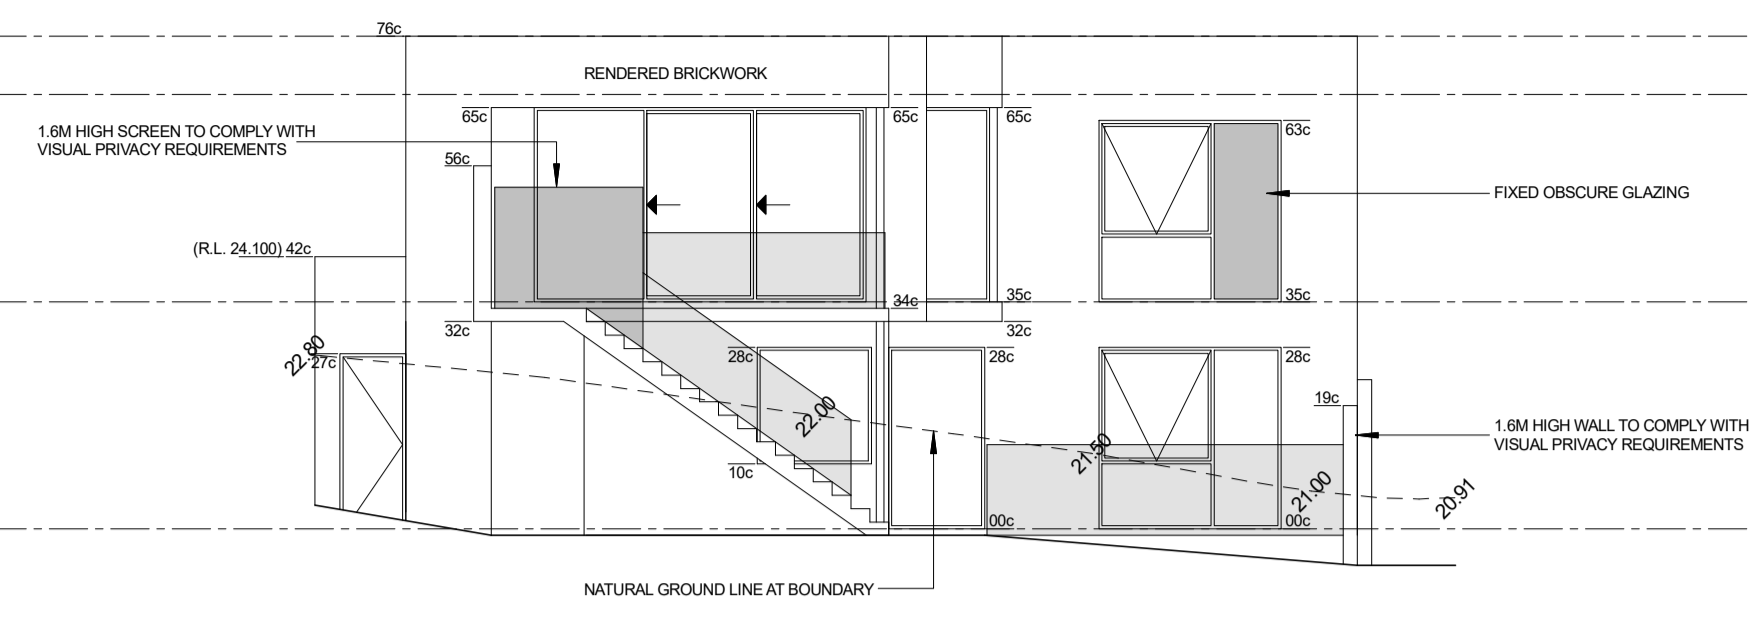 76c
RENDERED BRICKWORK
65c
65c
65c
63c
1.6M HIGH SCREEN TO COMPLY WITH
VISUAL PRIVACY REQUIREMENTS
56c
FIXED OBSCURE GLAZING
(R.L. 24.100) 42c
34c
35c
35c
32c
32c
22.80
27c
28c
28c
28c
19c
22.00
1.6M HIGH WALL TO COMPLY WITH
VISUAL PRIVACY REQUIREMENTS
21.50
10c
21.00
20.91
00c
00c
NATURAL GROUND LINE AT BOUNDARY